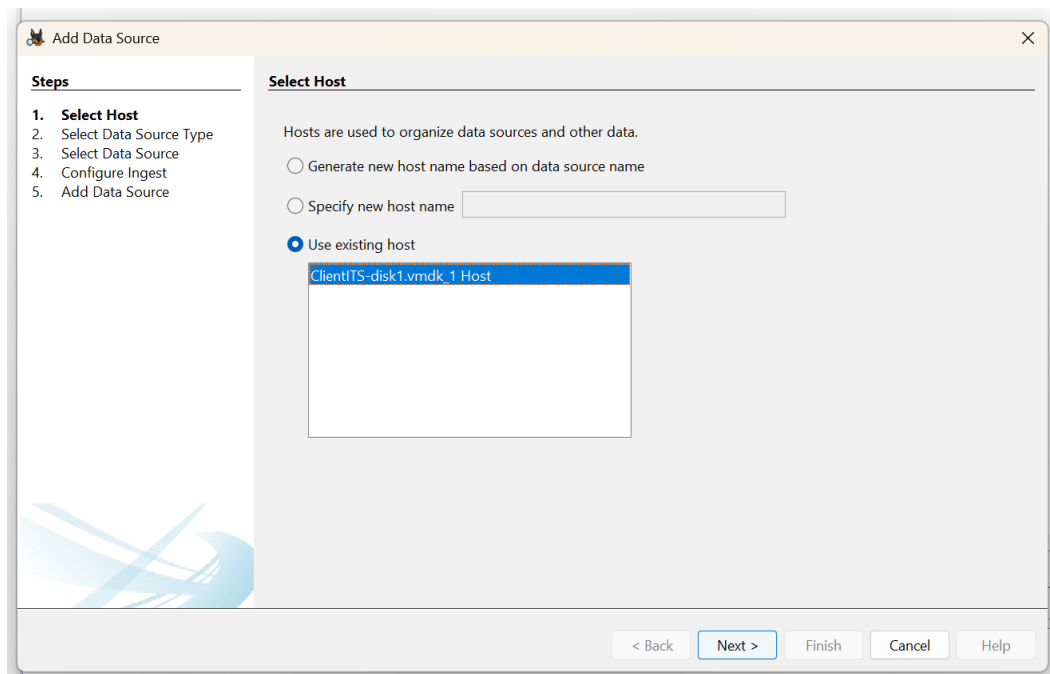 Add Data Source
Steps
1. Select Host
2. Select Data Source Type
3. Select Data Source
4. Configure Ingest
5. Add Data Source
Select Host
Hosts are used to organize data sources and other data.
Generate new host name based on data source name
Specify new host name
Use existing host
ClientITS-disk1.vmdk_1 Host
< Back
Next >
Finish
Cancel
Help